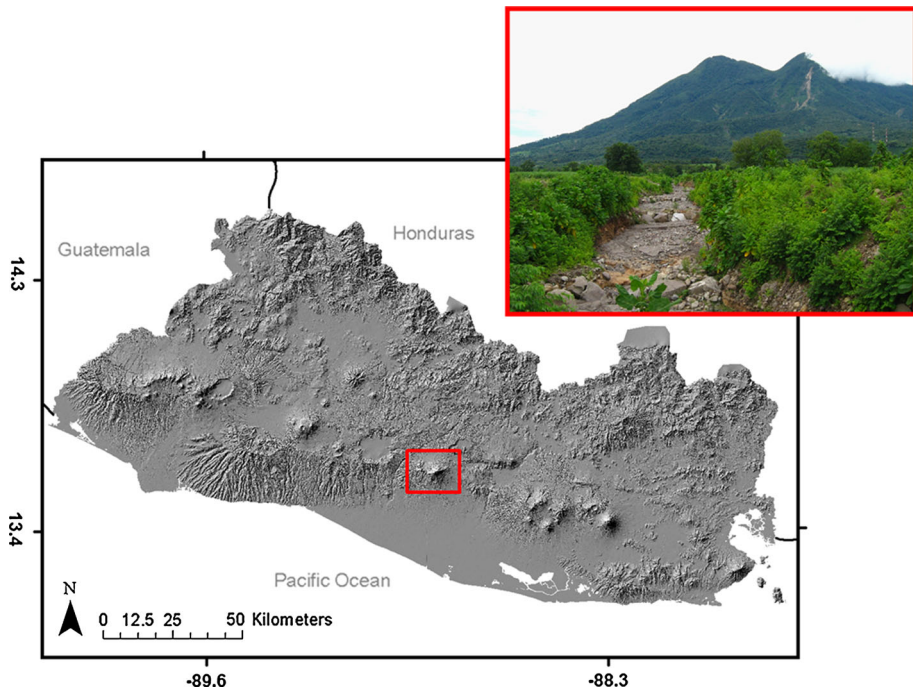 Guatemala
Honduras
14.3
13.4
Pacific Ocean
N
0 12.5 25 50 Kilometers
-89.6
-88.3